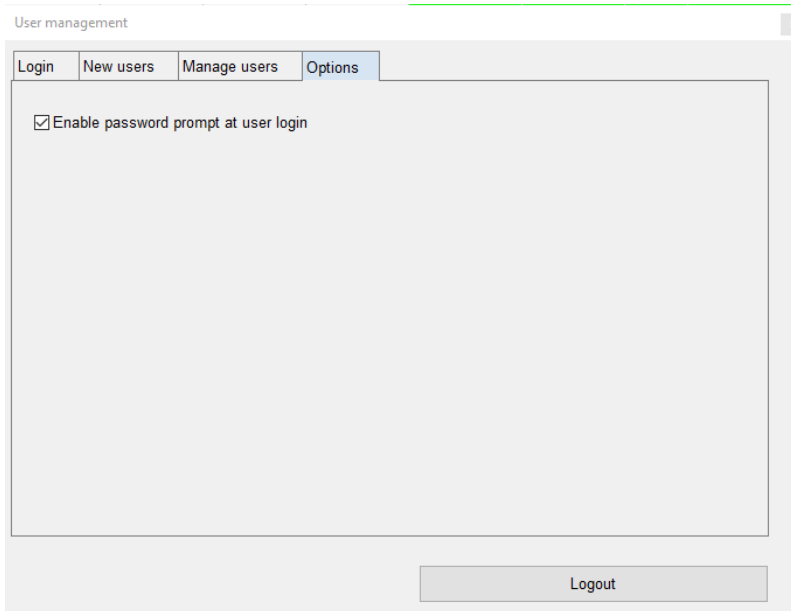 User management
Login New users Manage users Options
Enable password prompt at user login
Logout